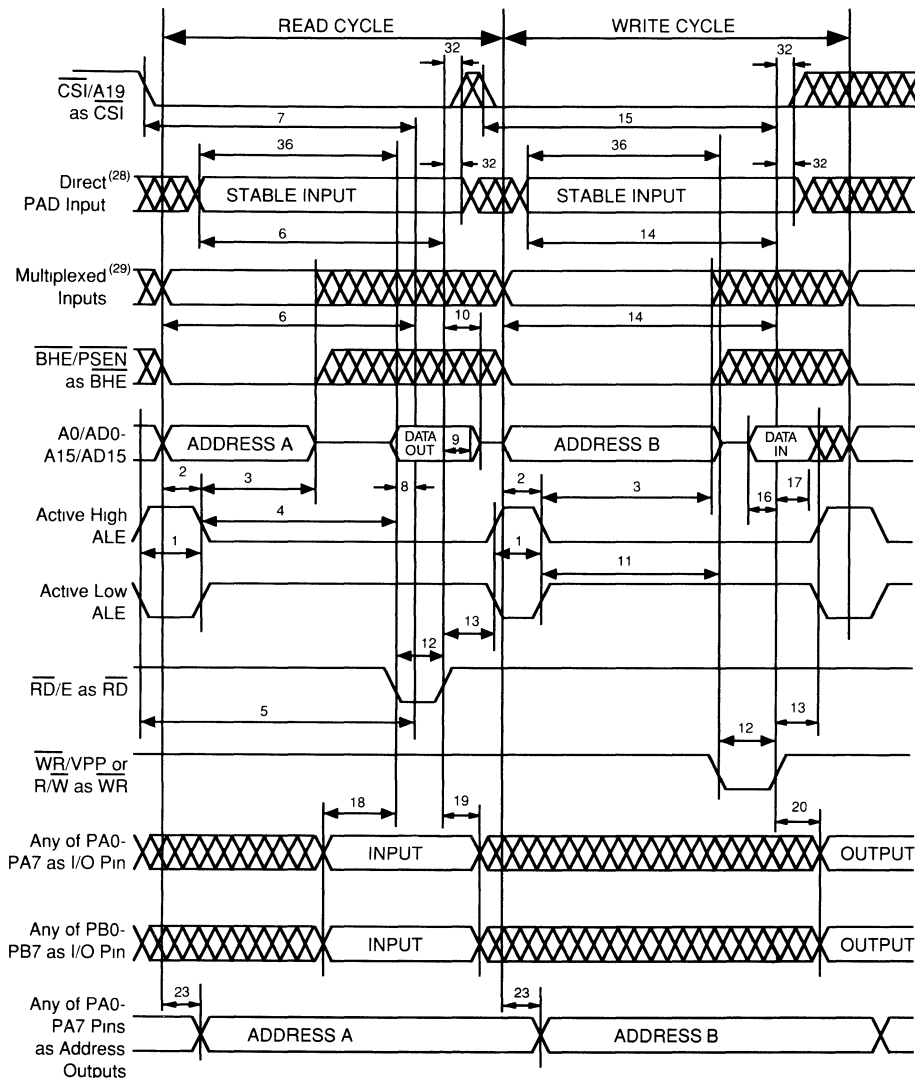 READ CYCLE
WRITE CYCLE
32
32
CSI/A19
as CSI
7
15
36
36
32
32
Direct(28)
PAD Input
STABLE INPUT
STABLE INPUT
6
14
Multiplexed(29)
Inputs
6
10
14
BHE/PSEN
as BHE
A0/AD0-
A15/AD15
ADDRESS A
DATA
OUT
9
ADDRESS B
DATA
IN
2
3
8
2
3
16
17
Active High
ALE
4
1
1
11
Active Low
ALE
13
12
RD/E as RD
5
13
12
WR/VPP or
R/W as WR
18
19
20
Any of PA0-
PA7 as I/O Pin
INPUT
OUTPUT
Any of PB0-
PB7 as I/O Pin
INPUT
OUTPUT
23
23
Any of PA0-
PA7 Pins
as Address
Outputs
ADDRESS A
ADDRESS B